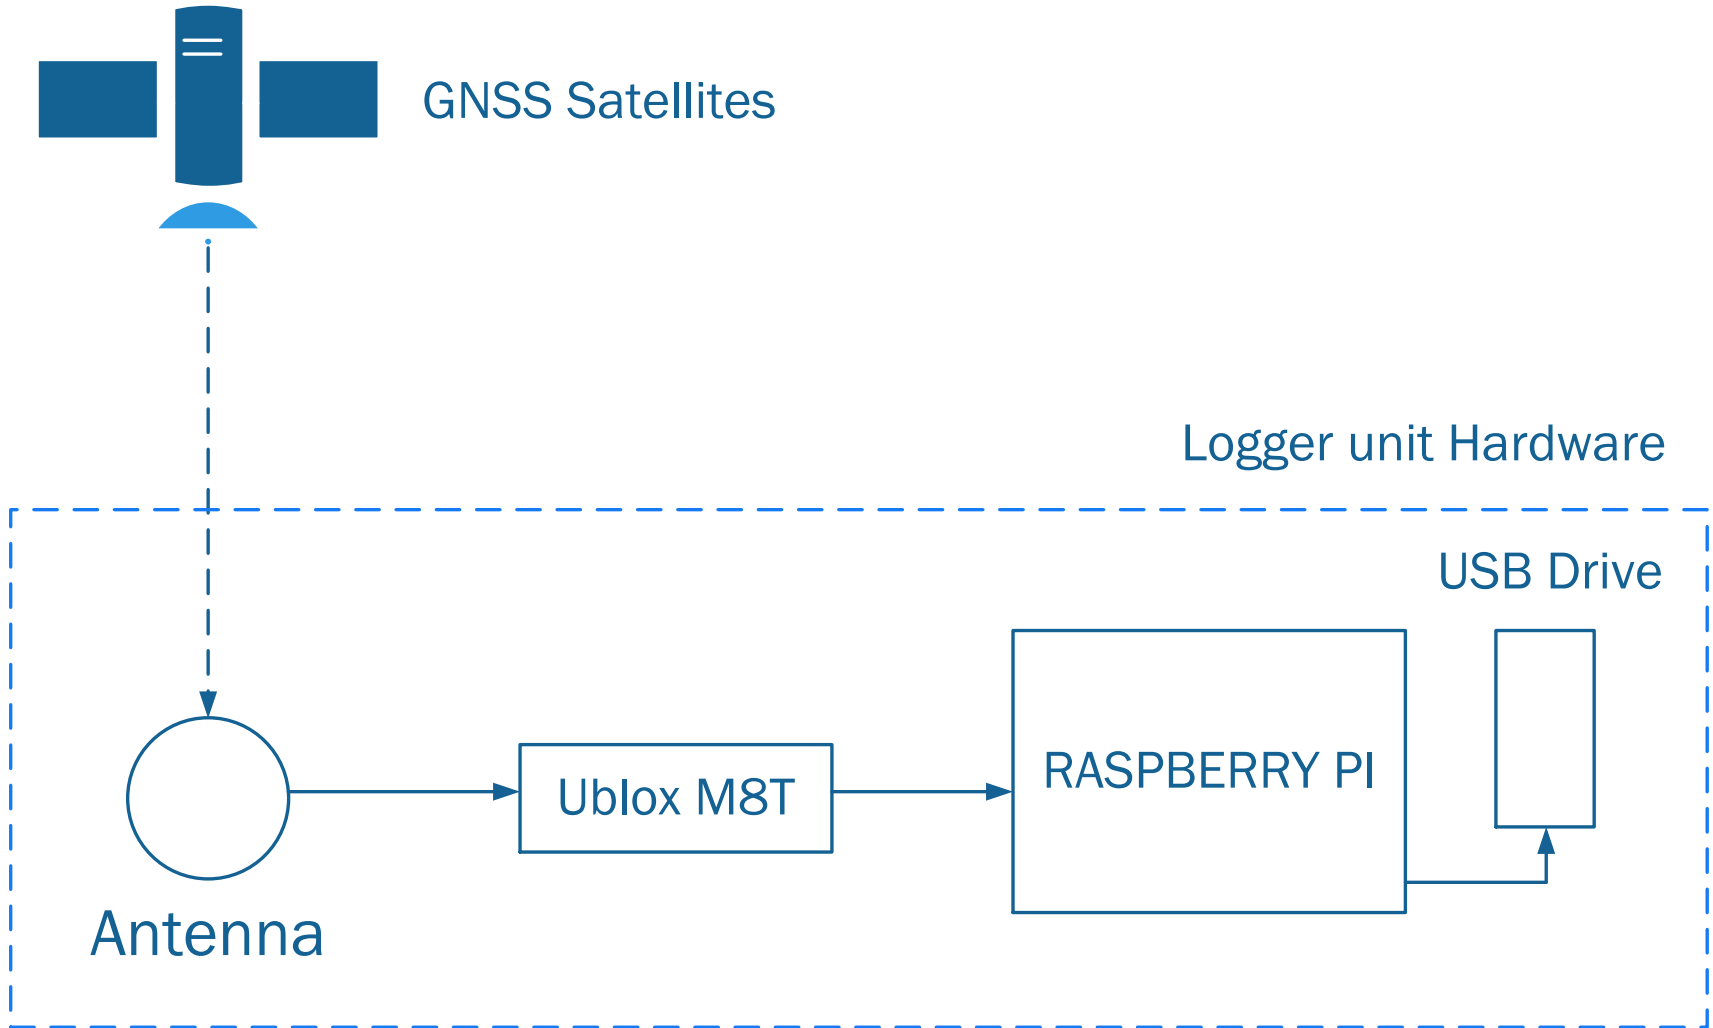 GNSS Satellites
Logger unit Hardware
USB Drive
RASPBERRY PI
Ublox M8T
Antenna